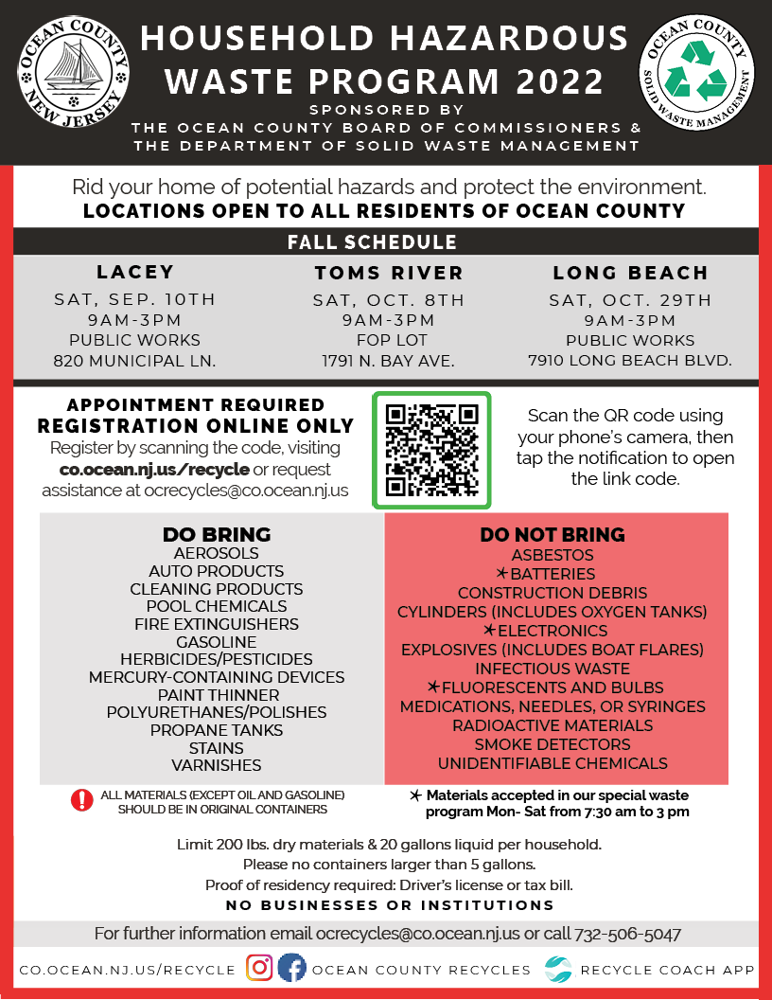 OCEAN COUNTY
NEW JERSEY
HOUSEHOLD HAZARDOUS
WASTE PROGRAM 2022
SPONSORED BY
THE OCEAN COUNTY BOARD OF COMMISSIONERS &
THE DEPARTMENT OF SOLID WASTE MANAGEMENT
OCEAN COUNTY
SOLID WASTE MANAGEMENT
Rid your home of potential hazards and protect the environment.
LOCATIONS OPEN TO ALL RESIDENTS OF OCEAN COUNTY
FALL SCHEDULE
LACEY
SAT, SEP. 10TH
9AM-3PM
PUBLIC WORKS
820 MUNICIPAL LN.
TOMS RIVER
SAT, OCT. 8TH
9AM-3PM
FOP LOT
1791 N. BAY AVE.
LONG BEACH
SAT, OCT. 29TH
9AM-3PM
PUBLIC WORKS
7910 LONG BEACH BLVD.
APPOINTMENT REQUIRED
REGISTRATION ONLINE ONLY
Register by scanning the code, visiting
co.ocean.nj.us/recycle or request
assistance at ocrecycles@co.ocean.nj.us
Scan the QR code using
your phone's camera, then
tap the notification to open
the link code.
DO BRING
AEROSOLS
AUTO PRODUCTS
CLEANING PRODUCTS
POOL CHEMICALS
FIRE EXTINGUISHERS
GASOLINE
HERBICIDES/PESTICIDES
MERCURY-CONTAINING DEVICES
PAINT THINNER
POLYURETHANES/POLISHES
PROPANE TANKS
STAINS
VARNISHES
DO NOT BRING
ASBESTOS
*BATTERIES
CONSTRUCTION DEBRIS
CYLINDERS (INCLUDES OXYGEN TANKS)
*ELECTRONICS
EXPLOSIVES (INCLUDES BOAT FLARES)
INFECTIOUS WASTE
*FLUORESCENTS AND BULBS
MEDICATIONS, NEEDLES, OR SYRINGES
RADIOACTIVE MATERIALS
SMOKE DETECTORS
UNIDENTIFIABLE CHEMICALS
! ALL MATERIALS (EXCEPT OIL AND GASOLINE)
SHOULD BE IN ORIGINAL CONTAINERS
* Materials accepted in our special waste
program Mon- Sat from 7:30 am to 3 pm
Limit 200 lbs. dry materials & 20 gallons liquid per household.
Please no containers larger than 5 gallons.
Proof of residency required: Driver's license or tax bill.
NO BUSINESSES OR INSTITUTIONS
For further information email ocrecycles@co.ocean.nj.us or call 732-506-5047
CO.OCEAN.NJ.US/RECYCLE OCEAN COUNTY RECYCLES RECYCLE COACH APP